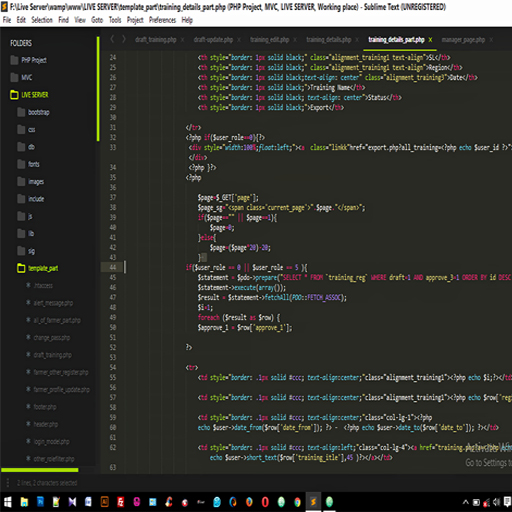 F:\Live Server\wamp\www\LIVE SERVER\template_part\training_details_part.php (PHP Project, MVC, LIVE SERVER, Working place) - Sublime Text (UNREGISTERED)
File Edit Selection Find View Goto Tools Project Preferences Help
FOLDERS
PHP Project
MVC
LIVE SERVER
bootstrap
css
db
fonts
images
include
js
lib
sig
template_part
.htaccess
alert_message.php
all_of_farmer_part.php
change_pass.php
draft_training.php
farmer_other_register.php
farmer_profile_update.php
footer.php
header.php
login_model.php
other_notefilter.php
2 lines, 2 characters selected
draft_training.php draft-update.php training_edit.php training_details.php training_details_part.php manager_page.php
24 <th style="border: 1px solid black;" class="alignment_training1 text-align">SL</th>
25 <th style="border: 1px solid black;" class="alignment_training1 text-align">Region</th>
26 <th style="border: 1px solid black;text-align: center" class="alignment_training3">Date</th>
27 <th style="border: 1px solid black;">Training Name</th>
28 <th style="border: 1px solid black; text-align: center">Status</th>
29 <th style="border: 1px solid black;">Export</th>
30
31 </tr>
32 <?php if($user_role==0){?>
33 <div style="width:100%;float:left;"><a class="linkk"href="export.php?all_training=<?php echo $user_id ?>"
</div>
34 <?php }?>
35 <?php
36
37 $page=$_GET['page'];
38 $page_sg="<span class='current_page'>".$page."</span>";
39 if($page=="" || $page==1){
40 $page=0;
41 }else{
42 $page=($page*20)-20;
43 }
44 if($user_role == 0 || $user_role == 5 ){
45 $statement = $pdo->prepare("SELECT * FROM `training_reg` WHERE draft=1 AND approve_3=1 ORDER BY id DESC
46 $statement->execute(array());
47 $result = $statement->fetchAll(PDO::FETCH_ASSOC);
48 $i=1;
49 foreach ($result as $row) {
50 $approve_1 = $row['approve_1'];
51
52 ?>
53
54 <tr>
55 <td style="border: .1px solid #ccc; text-align:center;"class="alignment_training1"><?php echo $i;?></td>
56
57 <td style="border: .1px solid #ccc; text-align:center;"class="alignment_training1"><?php echo $row['reg
58
59 <td style="border: .1px solid #ccc; text-align:center;"class="col-lg-1"><?php
60 echo $user->date_from($row['date_from']); ?> - <?php echo $user->date_to($row['date_to']); ?></td>
61
62 <td style="border: .1px solid #ccc; text-align:left;"class="col-lg-4"><a href="training.
echo $user->short_text($row['training_itle'],45 )?></a></td>
63
Activate Windows
Go to Settings to